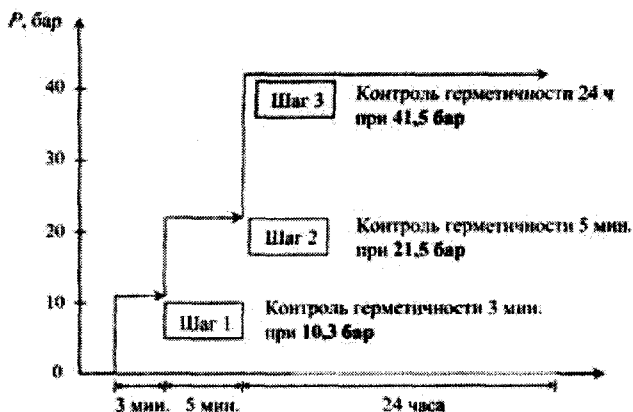 P, бар
40
Шаг 3
Контроль герметичности 24 ч
при 41,5 бар
30
20
Шаг 2
Контроль герметичности 5 мин.
при 21,5 бар
10
Шаг 1
Контроль герметичности 3 мин.
при 10,3 бар
0
3 мин. 5 мин. 24 часа